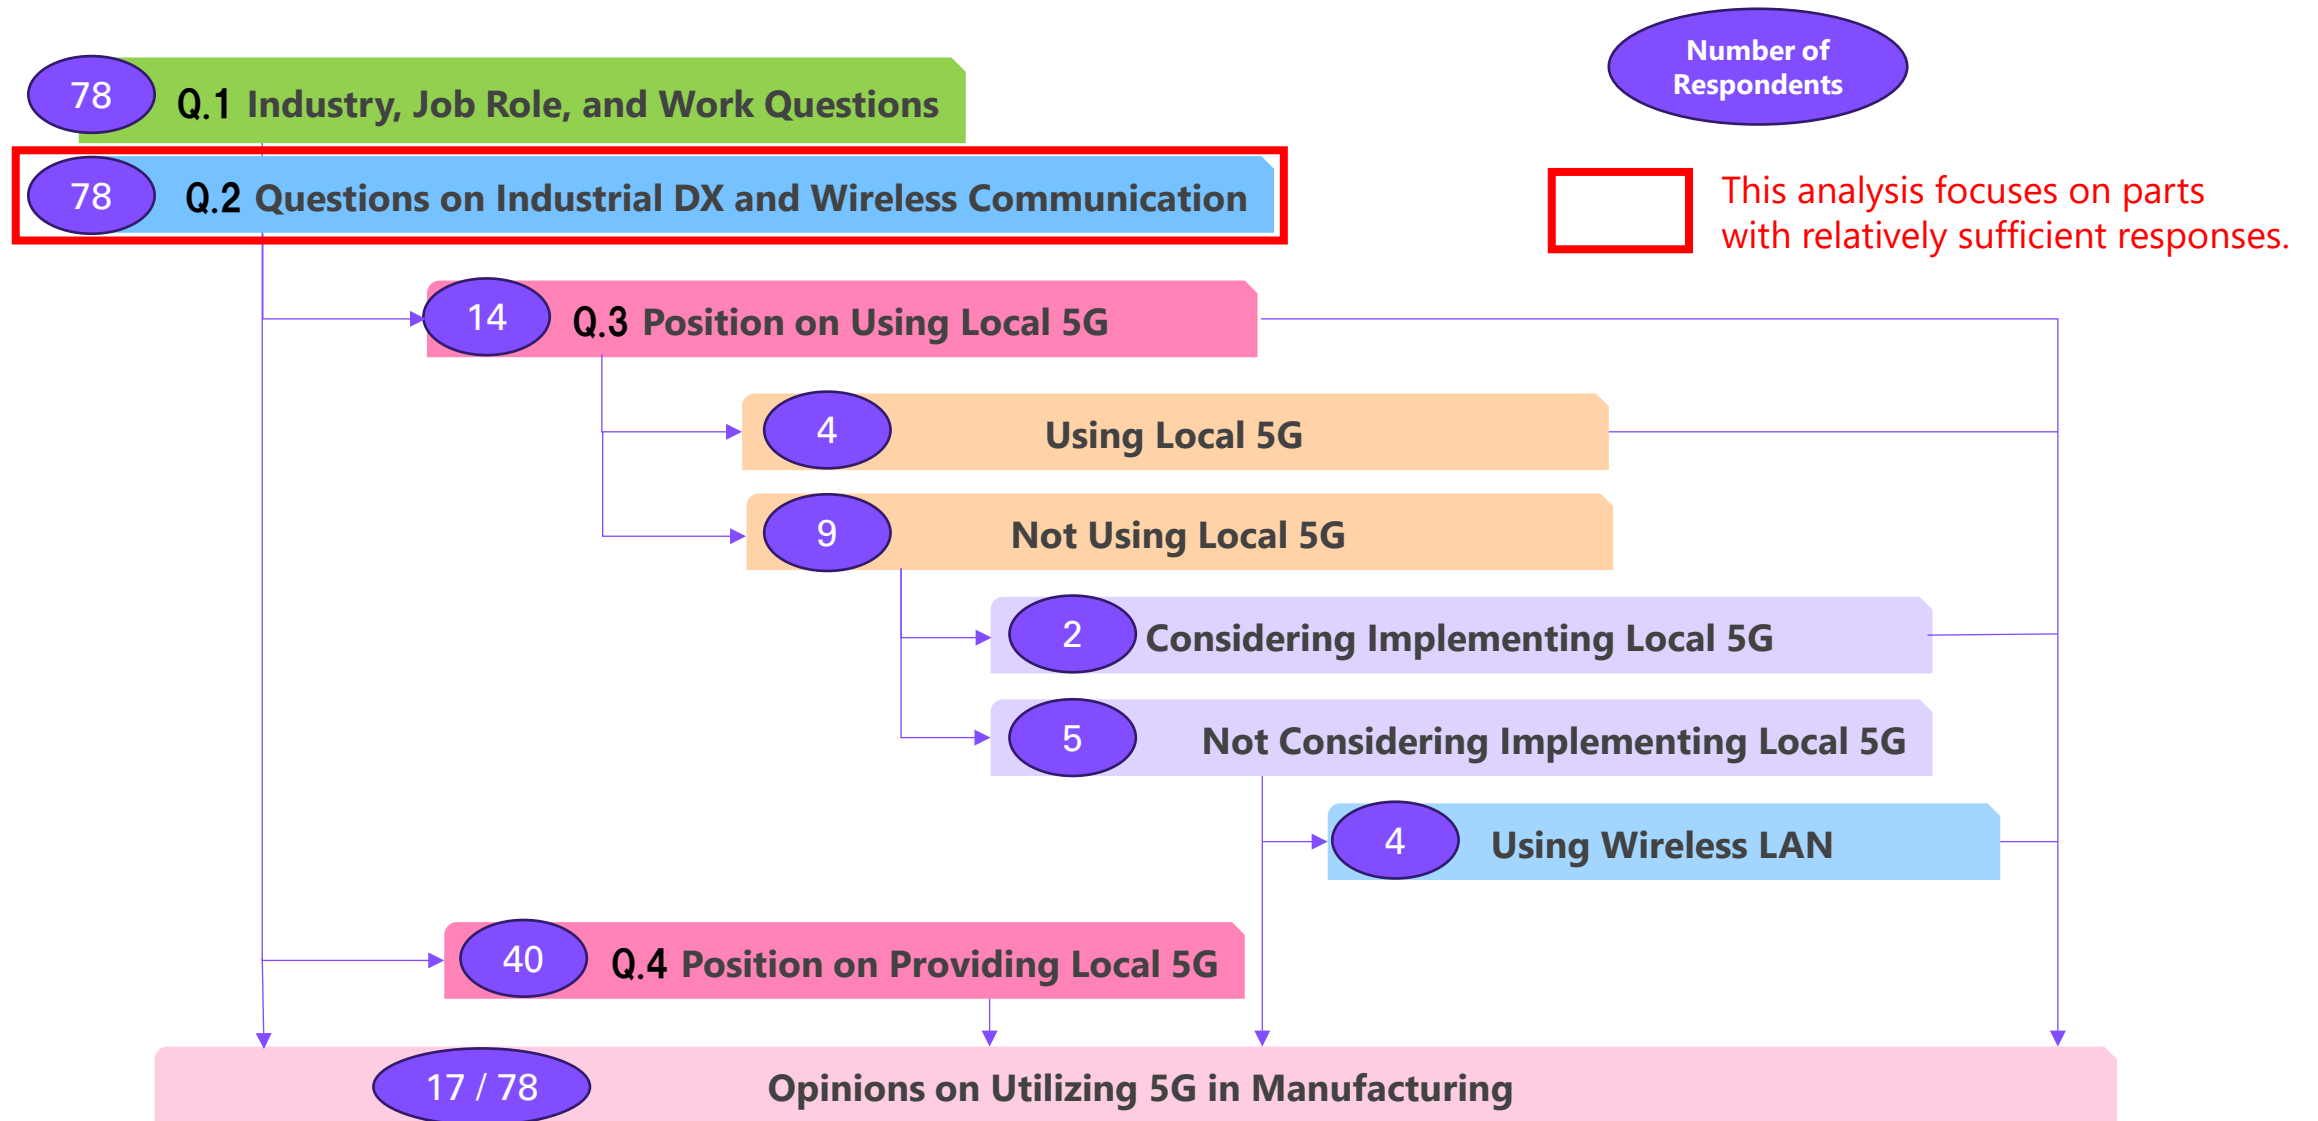 Number of
Respondents
78
Q.1 Industry, Job Role, and Work Questions
78
Q.2 Questions on Industrial DX and Wireless Communication
This analysis focuses on parts
with relatively sufficient responses.
14
Q.3 Position on Using Local 5G
4
Using Local 5G
9
Not Using Local 5G
2
Considering Implementing Local 5G
5
Not Considering Implementing Local 5G
4
Using Wireless LAN
40
Q.4 Position on Providing Local 5G
17 / 78
Opinions on Utilizing 5G in Manufacturing